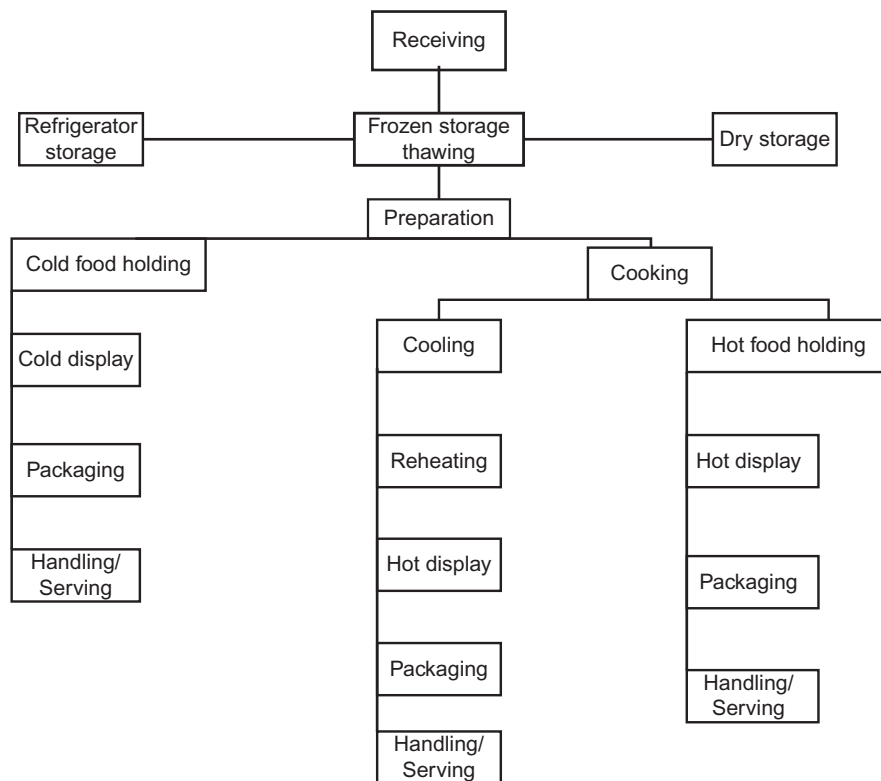 Receiving
Refrigerator
storage
Frozen storage
thawing
Dry storage
Preparation
Cold food holding
Cooking
Cold display
Cooling
Hot food holding
Packaging
Reheating
Hot display
Handling/
Serving
Hot display
Packaging
Packaging
Handling/
Serving
Handling/
Serving